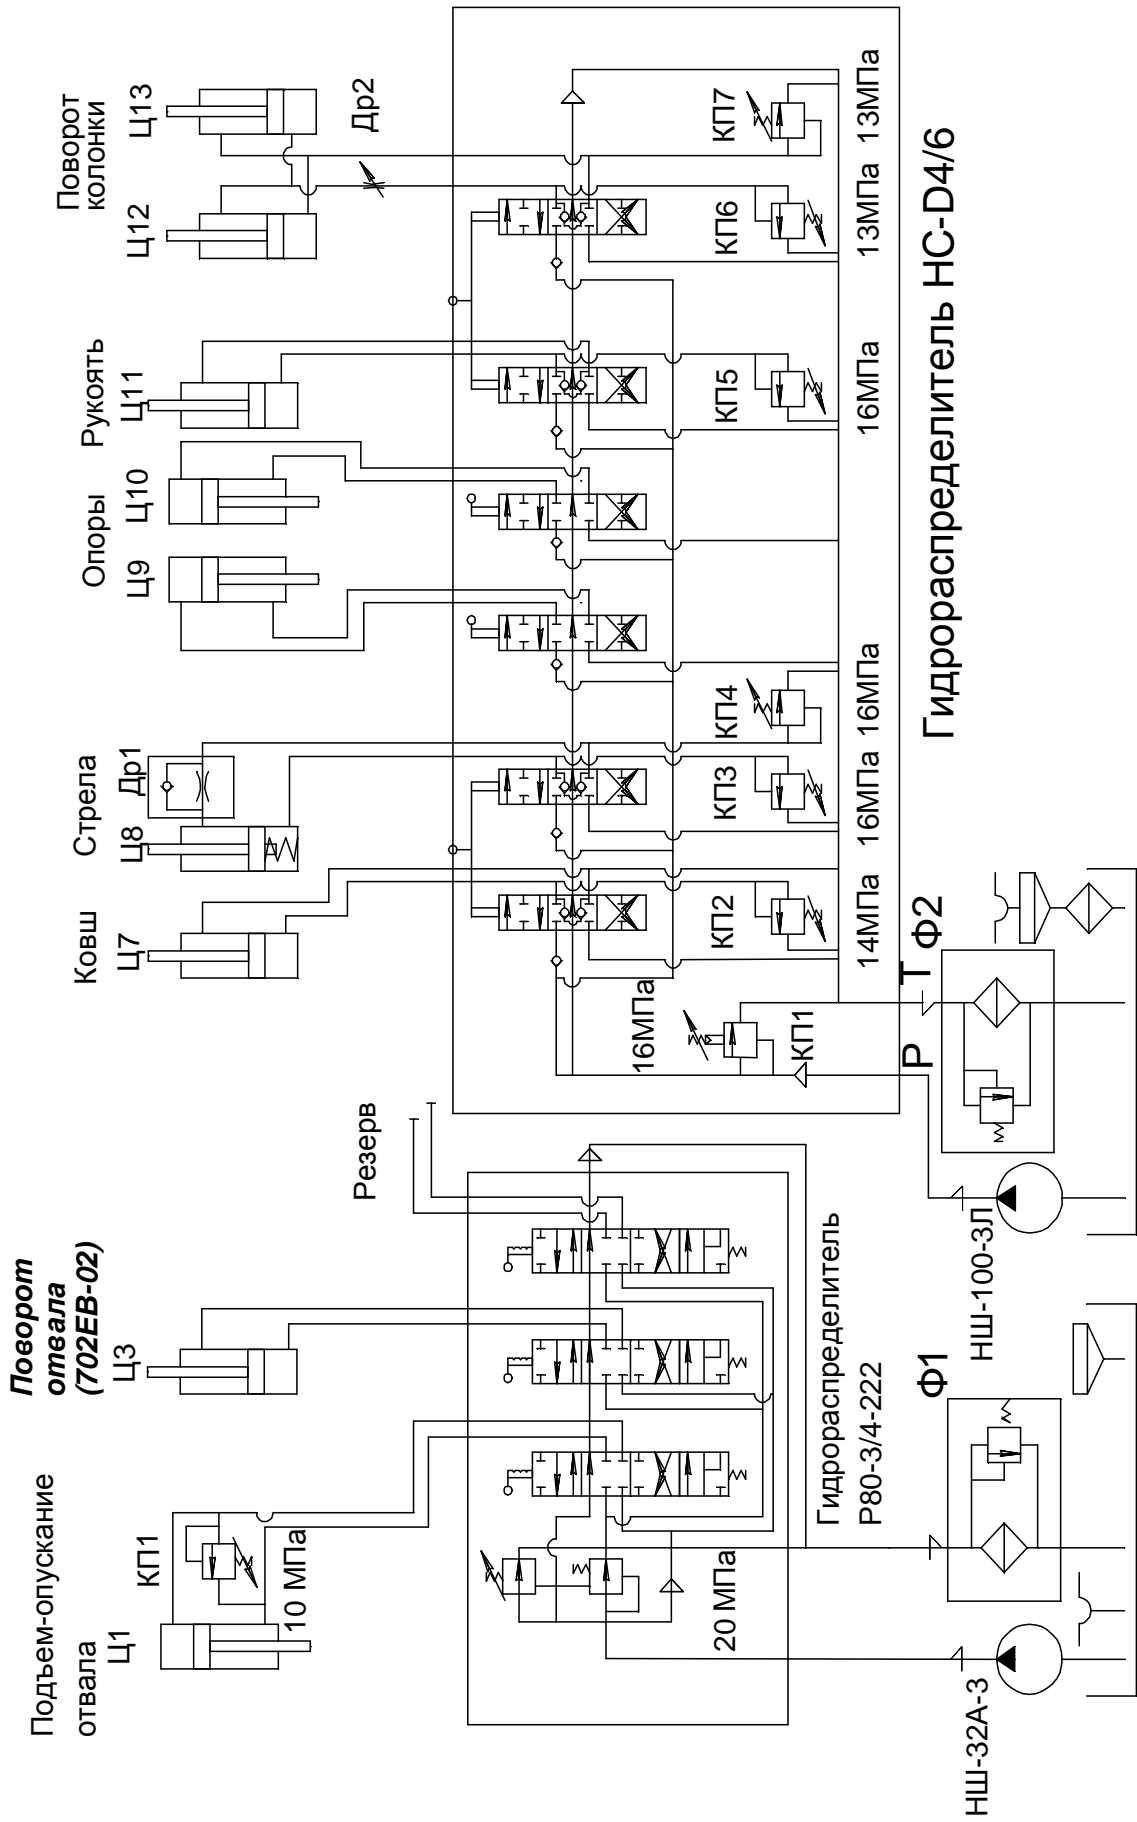 Подъем-опускание
отвала
Ц1
КП1
10 МПа
Поворот
отвала
(702ЕВ-02)
Ц3
Резерв
20 МПа
Гидрораспределитель
Р80-3/4-222
НШ-32А-3
Ф1
НШ-100-3Л
Ковш
Ц7
Стрела
Ц8
Др1
Опоры
Ц9
Ц10
Рукоять
Ц11
Поворот
колонки
Ц12
Ц13
Др2
16МПа
КП1
КП2
14МПа
КП3
16МПа
КП4
16МПа
КП5
16МПа
КП6
13МПа
КП7
13МПа
Р
Т
Ф2
Гидрораспределитель НС-D4/6